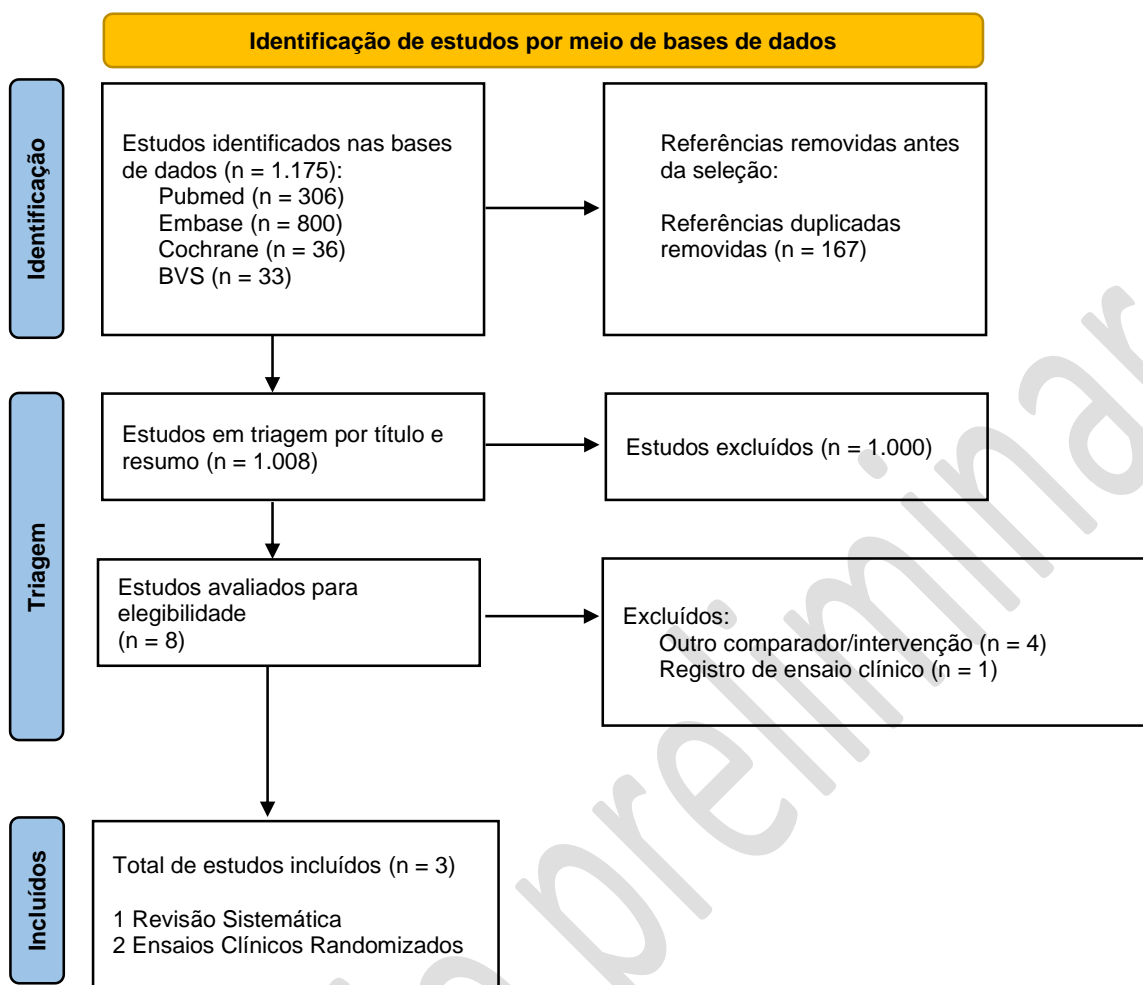 Identificação de estudos por meio de bases de dados
Identificação
Estudos identificados nas bases
de dados (n = 1.175):
Pubmed (n = 306)
Embase (n = 800)
Cochrane (n = 36)
BVS (n = 33)
Referências removidas antes
da seleção:
Referências duplicadas
removidas (n = 167)
Triagem
Estudos em triagem por título e
resumo (n = 1.008)
Estudos excluídos (n = 1.000)
Estudos avaliados para
elegibilidade
(n = 8)
Excluídos:
Outro comparador/intervenção (n = 4)
Registro de ensaio clínico (n = 1)
Incluídos
Total de estudos incluídos (n = 3)
1 Revisão Sistemática
2 Ensaios Clínicos Randomizados
preliminar